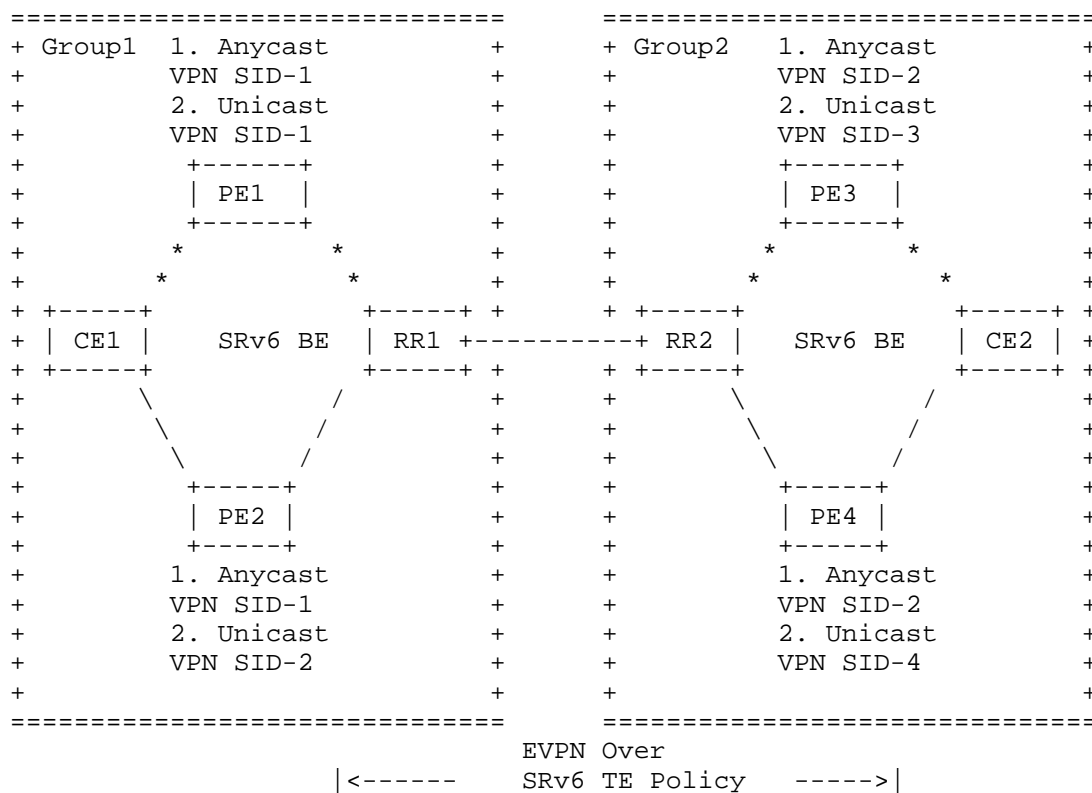 ===============================      ===============================
+ Group1  1. Anycast          +      + Group2   1. Anycast         +
+         VPN SID-1           +      +          VPN SID-2          +
+         2. Unicast          +      +          2. Unicast         +
+         VPN SID-1           +      +          VPN SID-3          +
+          +------+           +      +          +------+           +
+          | PE1  |           +      +          | PE3  |           +
+          +------+           +      +          +------+           +
+         *         *         +      +         *        *          +
+        *           *        +      +        *           *        +
+ +-----+             +-----+ +      + +-----+             +-----+ +
+ | CE1 |    SRv6 BE  | RR1 +----------+ RR2 |   SRv6 BE   | CE2 | +
+ +-----+             +-----+ +      + +-----+             +-----+ +
+       \           /         +      +       \           /         +
+        \         /          +      +        \         /          +
+         \       /           +      +         \       /           +
+          +-----+            +      +          +-----+            +
+          | PE2 |            +      +          | PE4 |            +
+          +-----+            +      +          +-----+            +
+         1. Anycast          +      +          1. Anycast         +
+         VPN SID-1           +      +          VPN SID-2          +
+         2. Unicast          +      +          2. Unicast         +
+         VPN SID-2           +      +          VPN SID-4          +
+                             +      +                             +
===============================      ===============================
EVPN Over
|<------   SRv6 TE Policy   ----->|